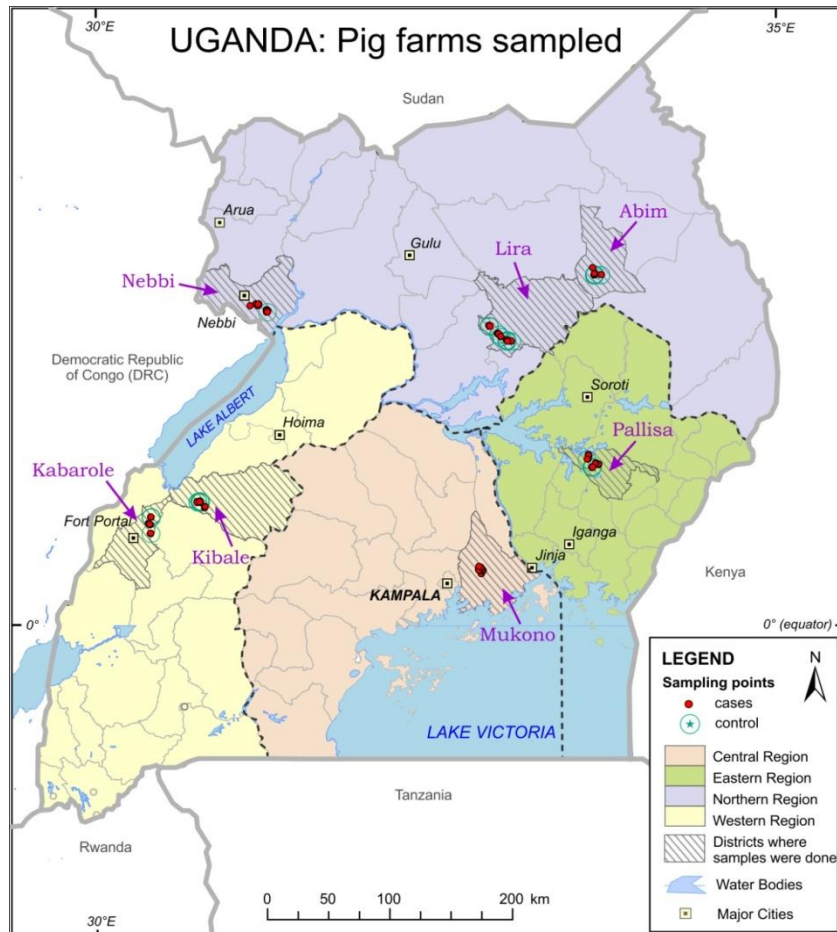 30°E
35°E
UGANDA: Pig farms sampled
Sudan
Arua
Abim
Gulu
Lira
Nebbi
Nebbi
Democratic Republic
of Congo (DRC)
LAKE ALBERT
Soroti
Hoima
Pallisa
Kabarole
Fort Portal
Kibale
Iganga
Jinja
KAMPALA
Kenya
Mukono
0°
0° (equator)
LEGEND
N
Sampling points
cases
control
LAKE VICTORIA
Central Region
Eastern Region
Northern Region
Western Region
Districts where
samples were done
Water Bodies
Major Cities
Tanzania
Rwanda
0 50 100 200 km
30°E